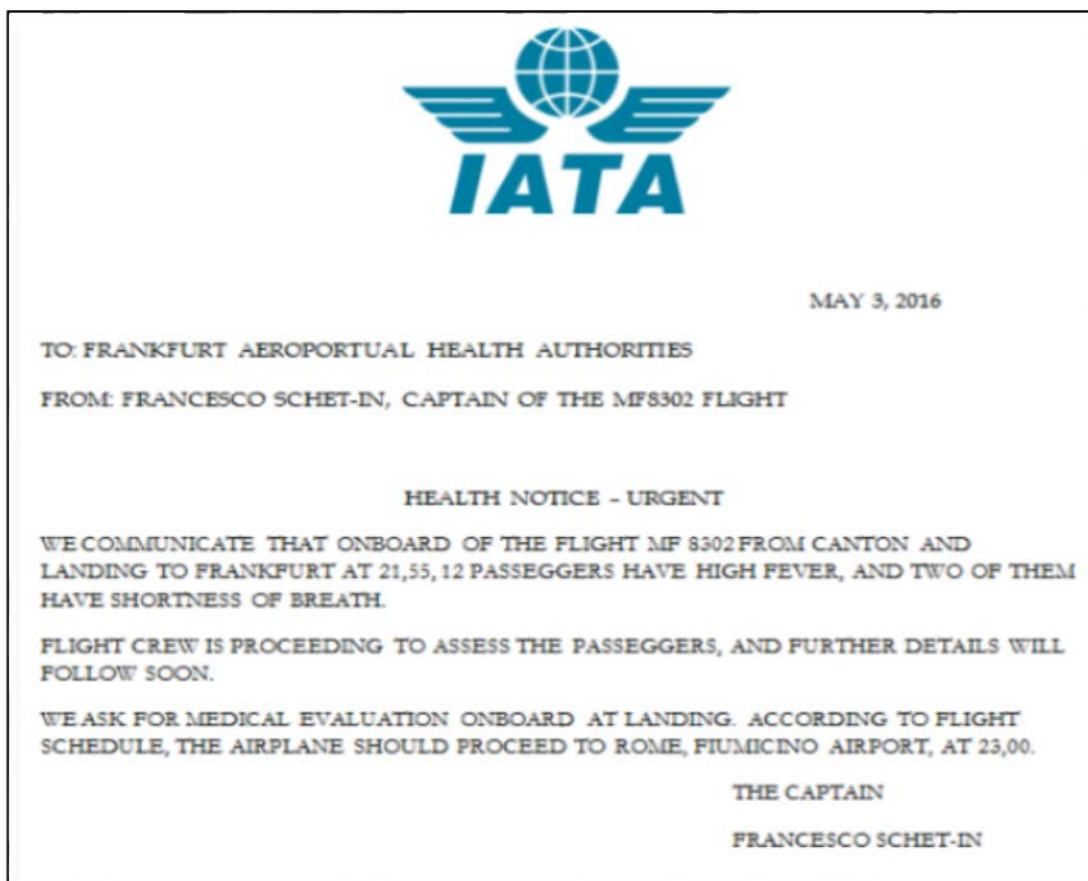 IATA
MAY 3, 2016
TO: FRANKFURT AEROPORTUAL HEALTH AUTHORITIES
FROM: FRANCESCO SCHET-IN, CAPTAIN OF THE MF8302 FLIGHT
HEALTH NOTICE – URGENT
WE COMMUNICATE THAT ONBOARD OF THE FLIGHT MF 8302 FROM CANTON AND
LANDING TO FRANKFURT AT 21,55, 12 PASSEGGERS HAVE HIGH FEVER, AND TWO OF THEM
HAVE SHORTNESS OF BREATH.
FLIGHT CREW IS PROCEEDING TO ASSESS THE PASSEGGERS, AND FURTHER DETAILS WILL
FOLLOW SOON.
WE ASK FOR MEDICAL EVALUATION ONBOARD AT LANDING. ACCORDING TO FLIGHT
SCHEDULE, THE AIRPLANE SHOULD PROCEED TO ROME, FIUMICINO AIRPORT, AT 23,00.
THE CAPTAIN
FRANCESCO SCHET-IN